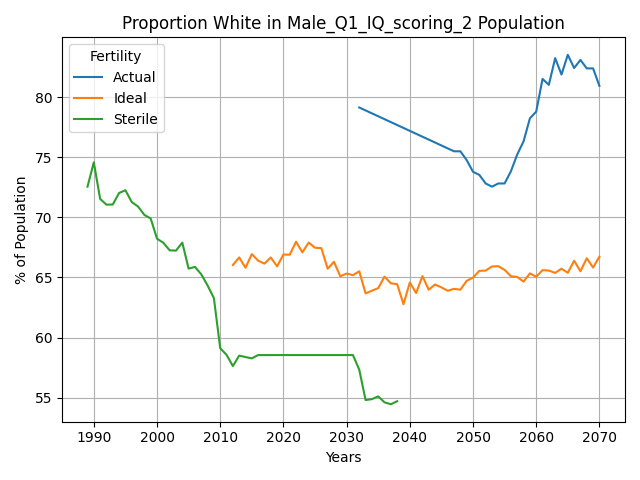 Proportion White in Male_Q1_IQ_scoring_2 Population
Fertility
Actual
Ideal
Sterile
% of Population
80
75
70
65
60
55
1990 2000 2010 2020 2030 2040 2050 2060 2070
Years